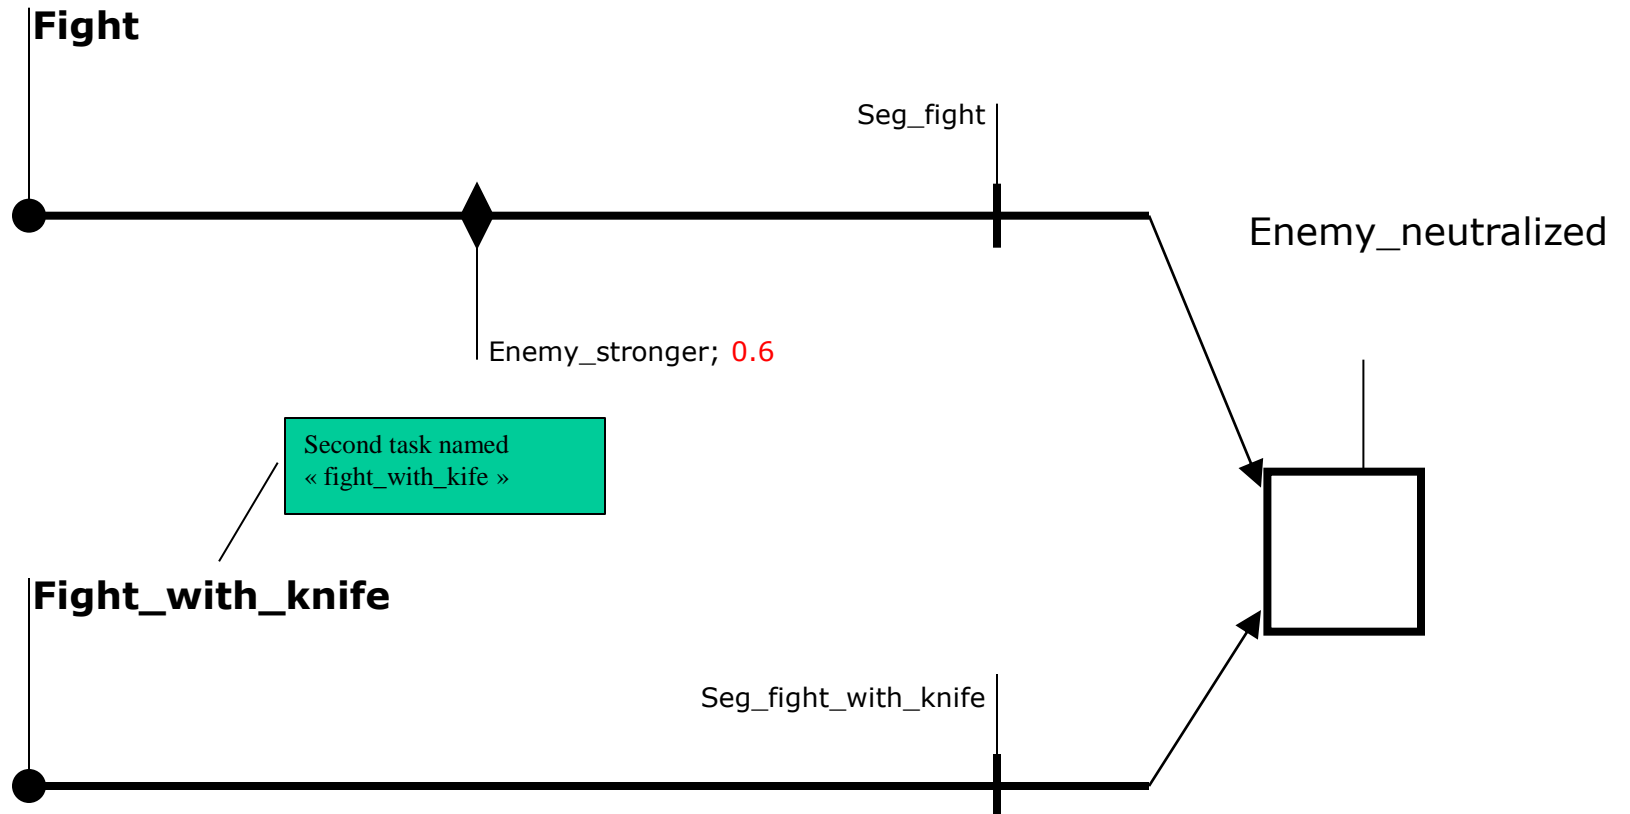 Fight
Seg_fight
Enemy_neutralized
Enemy_stronger; 0.6
Second task named
« fight_with_kife »
Fight_with_knife
Seg_fight_with_knife